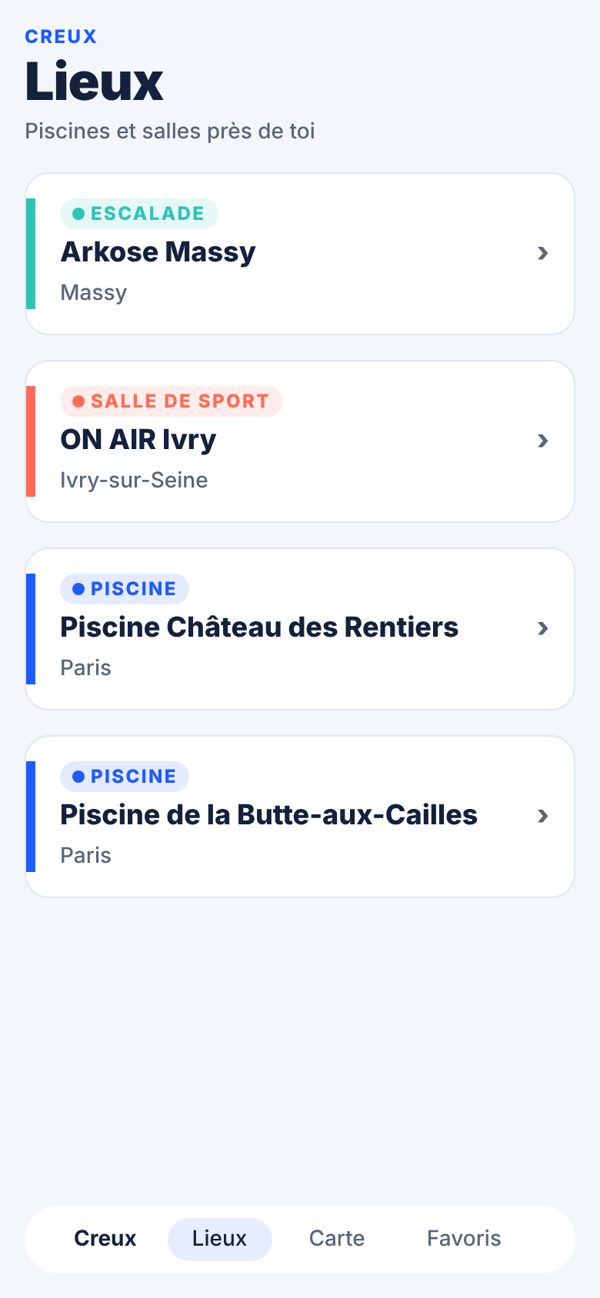 CREUX
Lieux
Piscines et salles près de toi
ESCALADE
Arkose Massy
›
Massy
SALLE DE SPORT
ON AIR Ivry
›
Ivry-sur-Seine
PISCINE
Piscine Château des Rentiers
›
Paris
PISCINE
Piscine de la Butte-aux-Cailles
›
Paris
Creux Lieux Carte Favoris